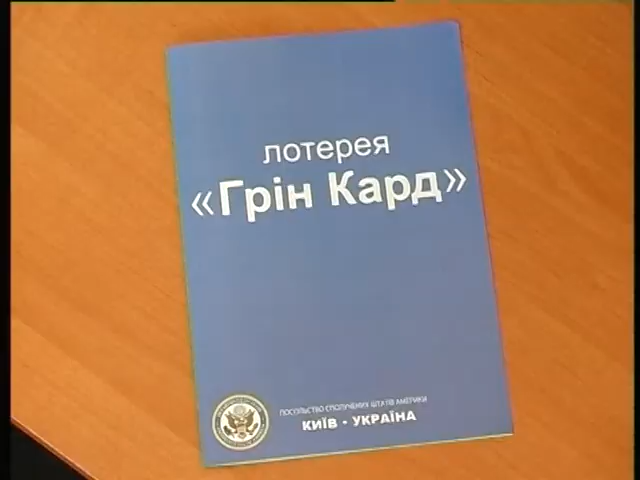 лотерея
«Грін Кард»
ПОСОЛЬСТВО СПОЛУЧЕНИХ ШТАТІВ АМЕРИКИ
КИЇВ - УКРАЇНА